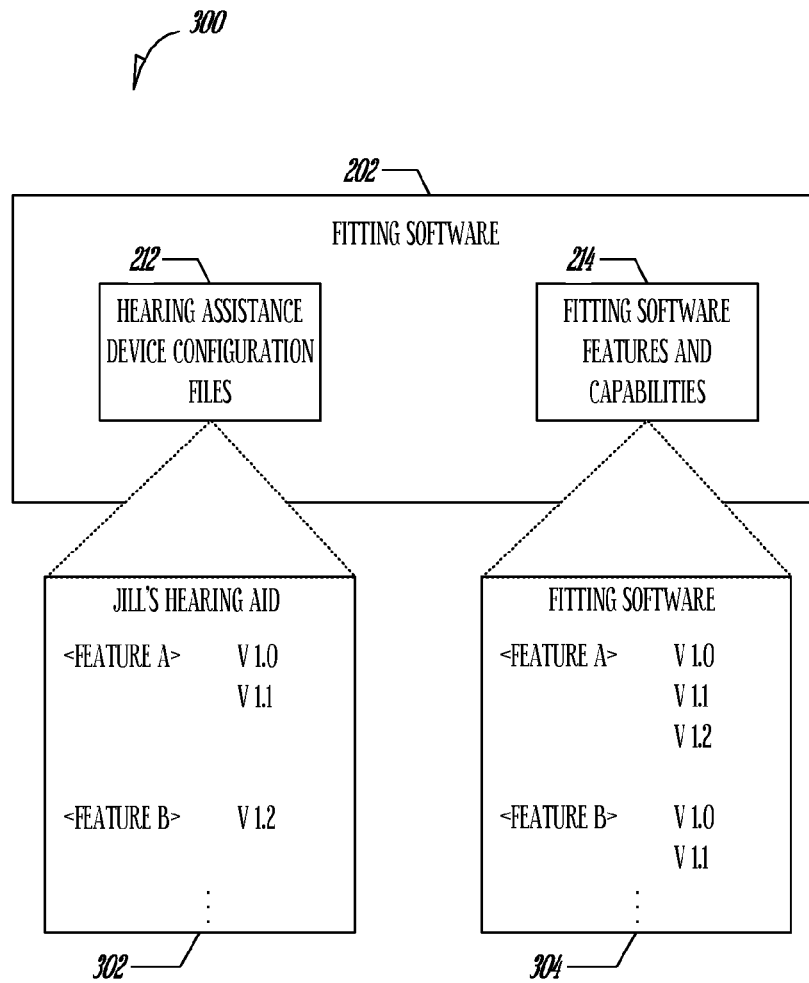 300
202
FITTING SOFTWARE
212
HEARING ASSISTANCE
DEVICE CONFIGURATION
FILES
214
FITTING SOFTWARE
FEATURES AND
CAPABILITIES
JILL'S HEARING AID
<FEATURE A> V 1.0
V 1.1
<FEATURE B> V 1.2
302
FITTING SOFTWARE
<FEATURE A> V 1.0
V 1.1
V 1.2
<FEATURE B> V 1.0
V 1.1
304